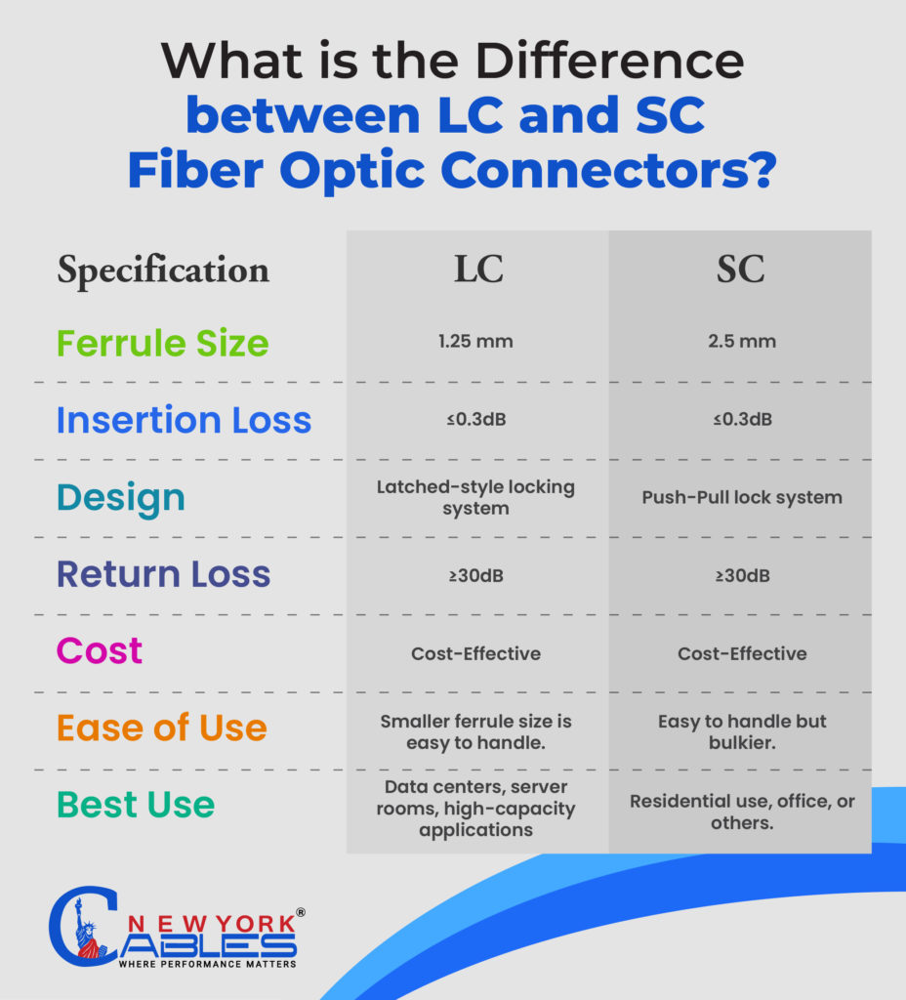 What is the Difference
between LC and SC
Fiber Optic Connectors?
Specification
LC
SC
Ferrule Size
1.25 mm
2.5 mm
Insertion Loss
≤0.3dB
≤0.3dB
Design
Latched-style locking
system
Push-Pull lock system
Return Loss
≥30dB
≥30dB
Cost
Cost-Effective
Cost-Effective
Ease of Use
Smaller ferrule size is
easy to handle.
Easy to handle but
bulkier.
Best Use
Data centers, server
rooms, high-capacity
applications
Residential use, office, or
others.
NEW YORK®
CABLES
WHERE PERFORMANCE MATTERS